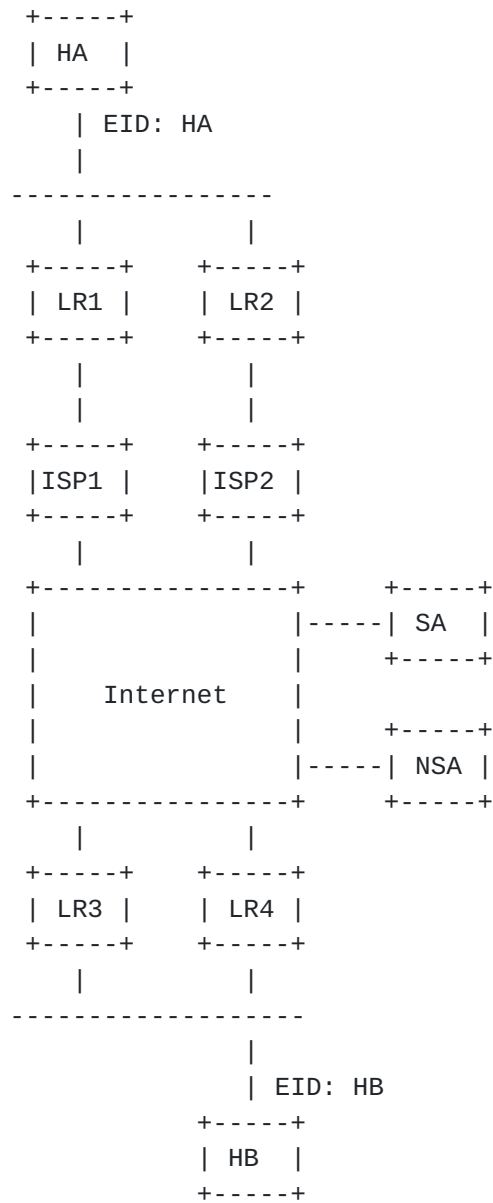 HA
EID: HA
LR1 LR2
ISP1 ISP2
SA
Internet
NSA
LR3 LR4
EID: HB
HB